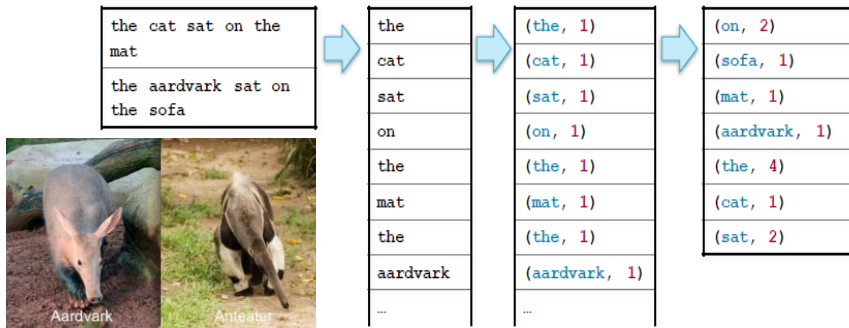 the cat sat on the
mat
the aardvark sat on
the sofa
Aardvark
Anteater
the
cat
sat
on
the
mat
the
aardvark
...
(the, 1)
(cat, 1)
(sat, 1)
(on, 1)
(the, 1)
(mat, 1)
(the, 1)
(aardvark, 1)
...
(on, 2)
(sofa, 1)
(mat, 1)
(aardvark, 1)
(the, 4)
(cat, 1)
(sat, 2)